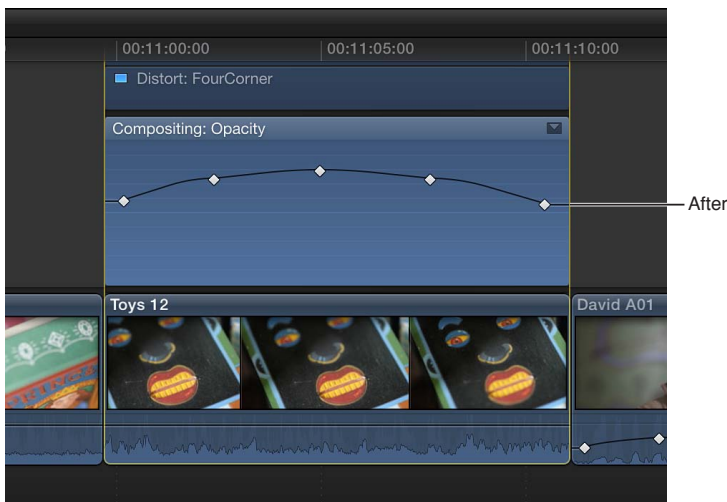 00:11:00:00 00:11:05:00 00:11:10:00
Distort: FourCorner
Compositing: Opacity
After
Toys 12 David A01